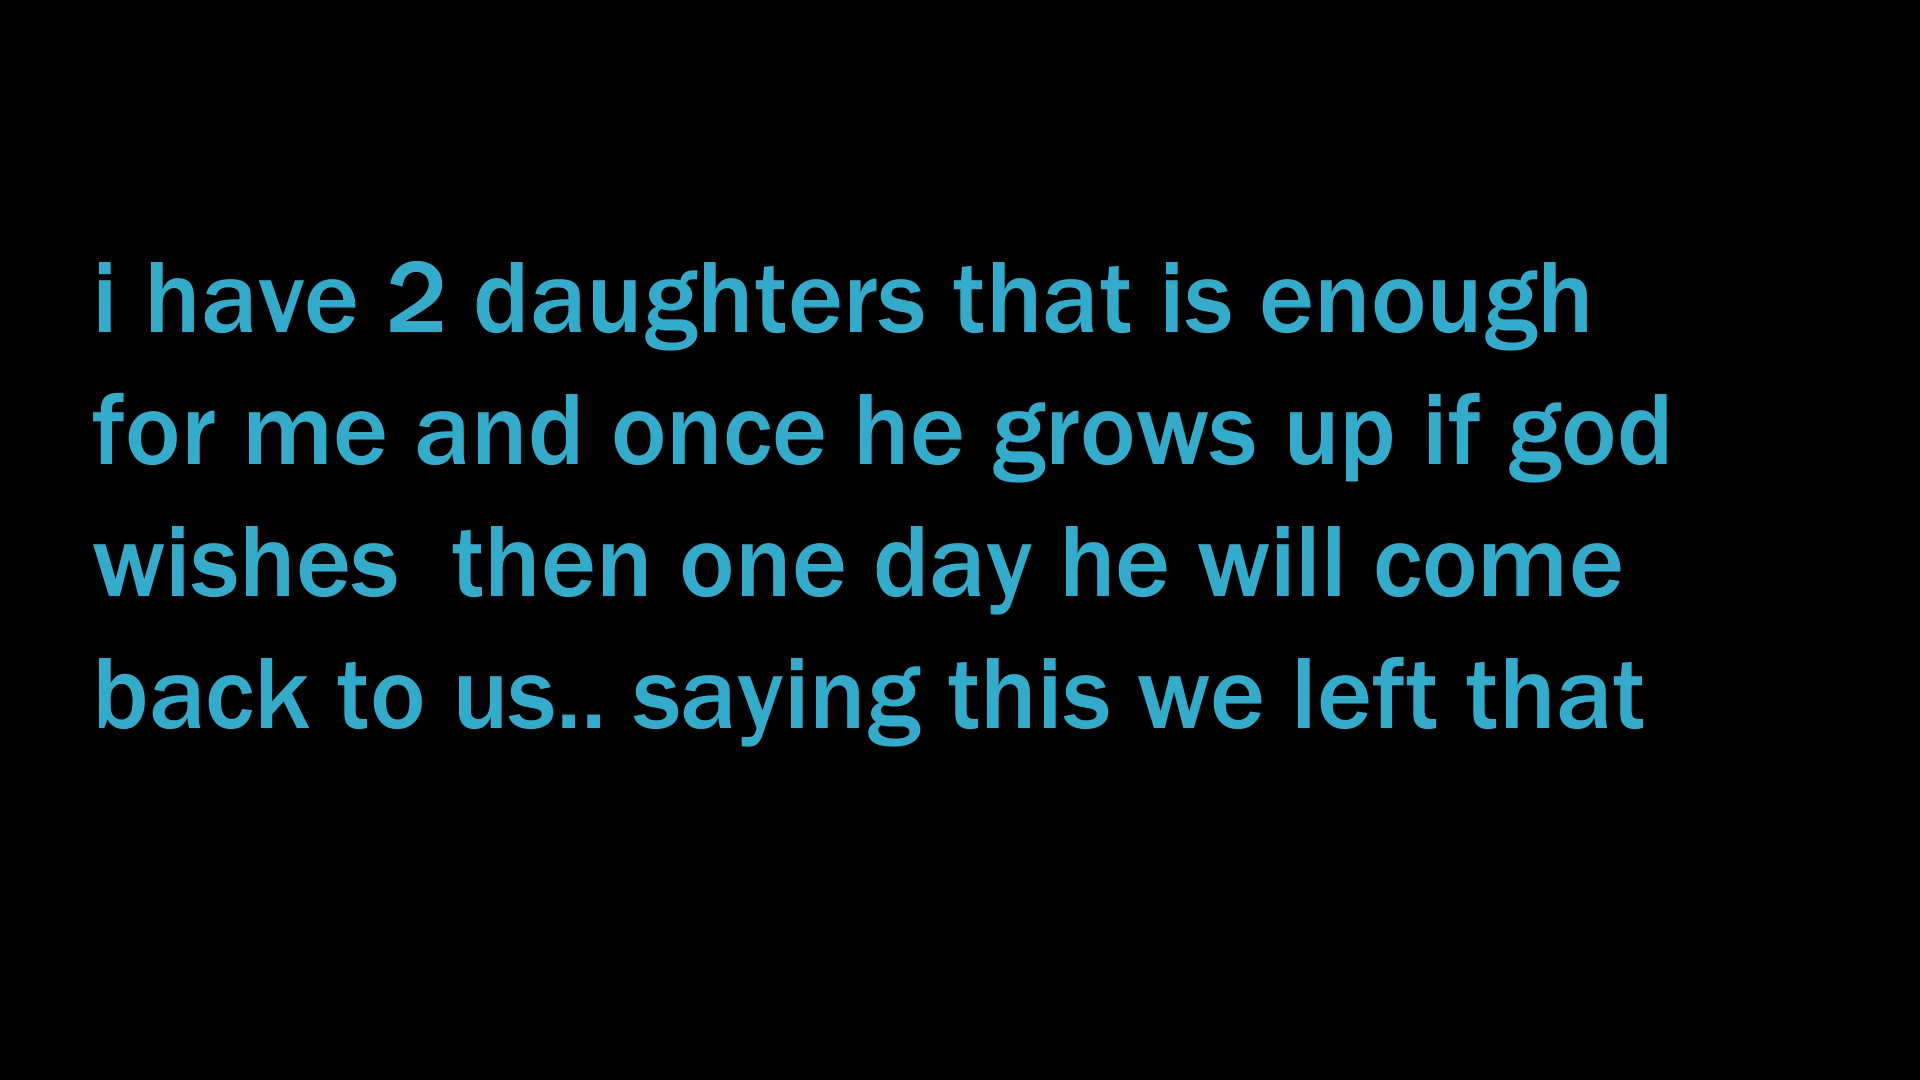 i have 2 daughters that is enough
for me and once he grows up if god
wishes  then one day he will come
back to us.. saying this we left that